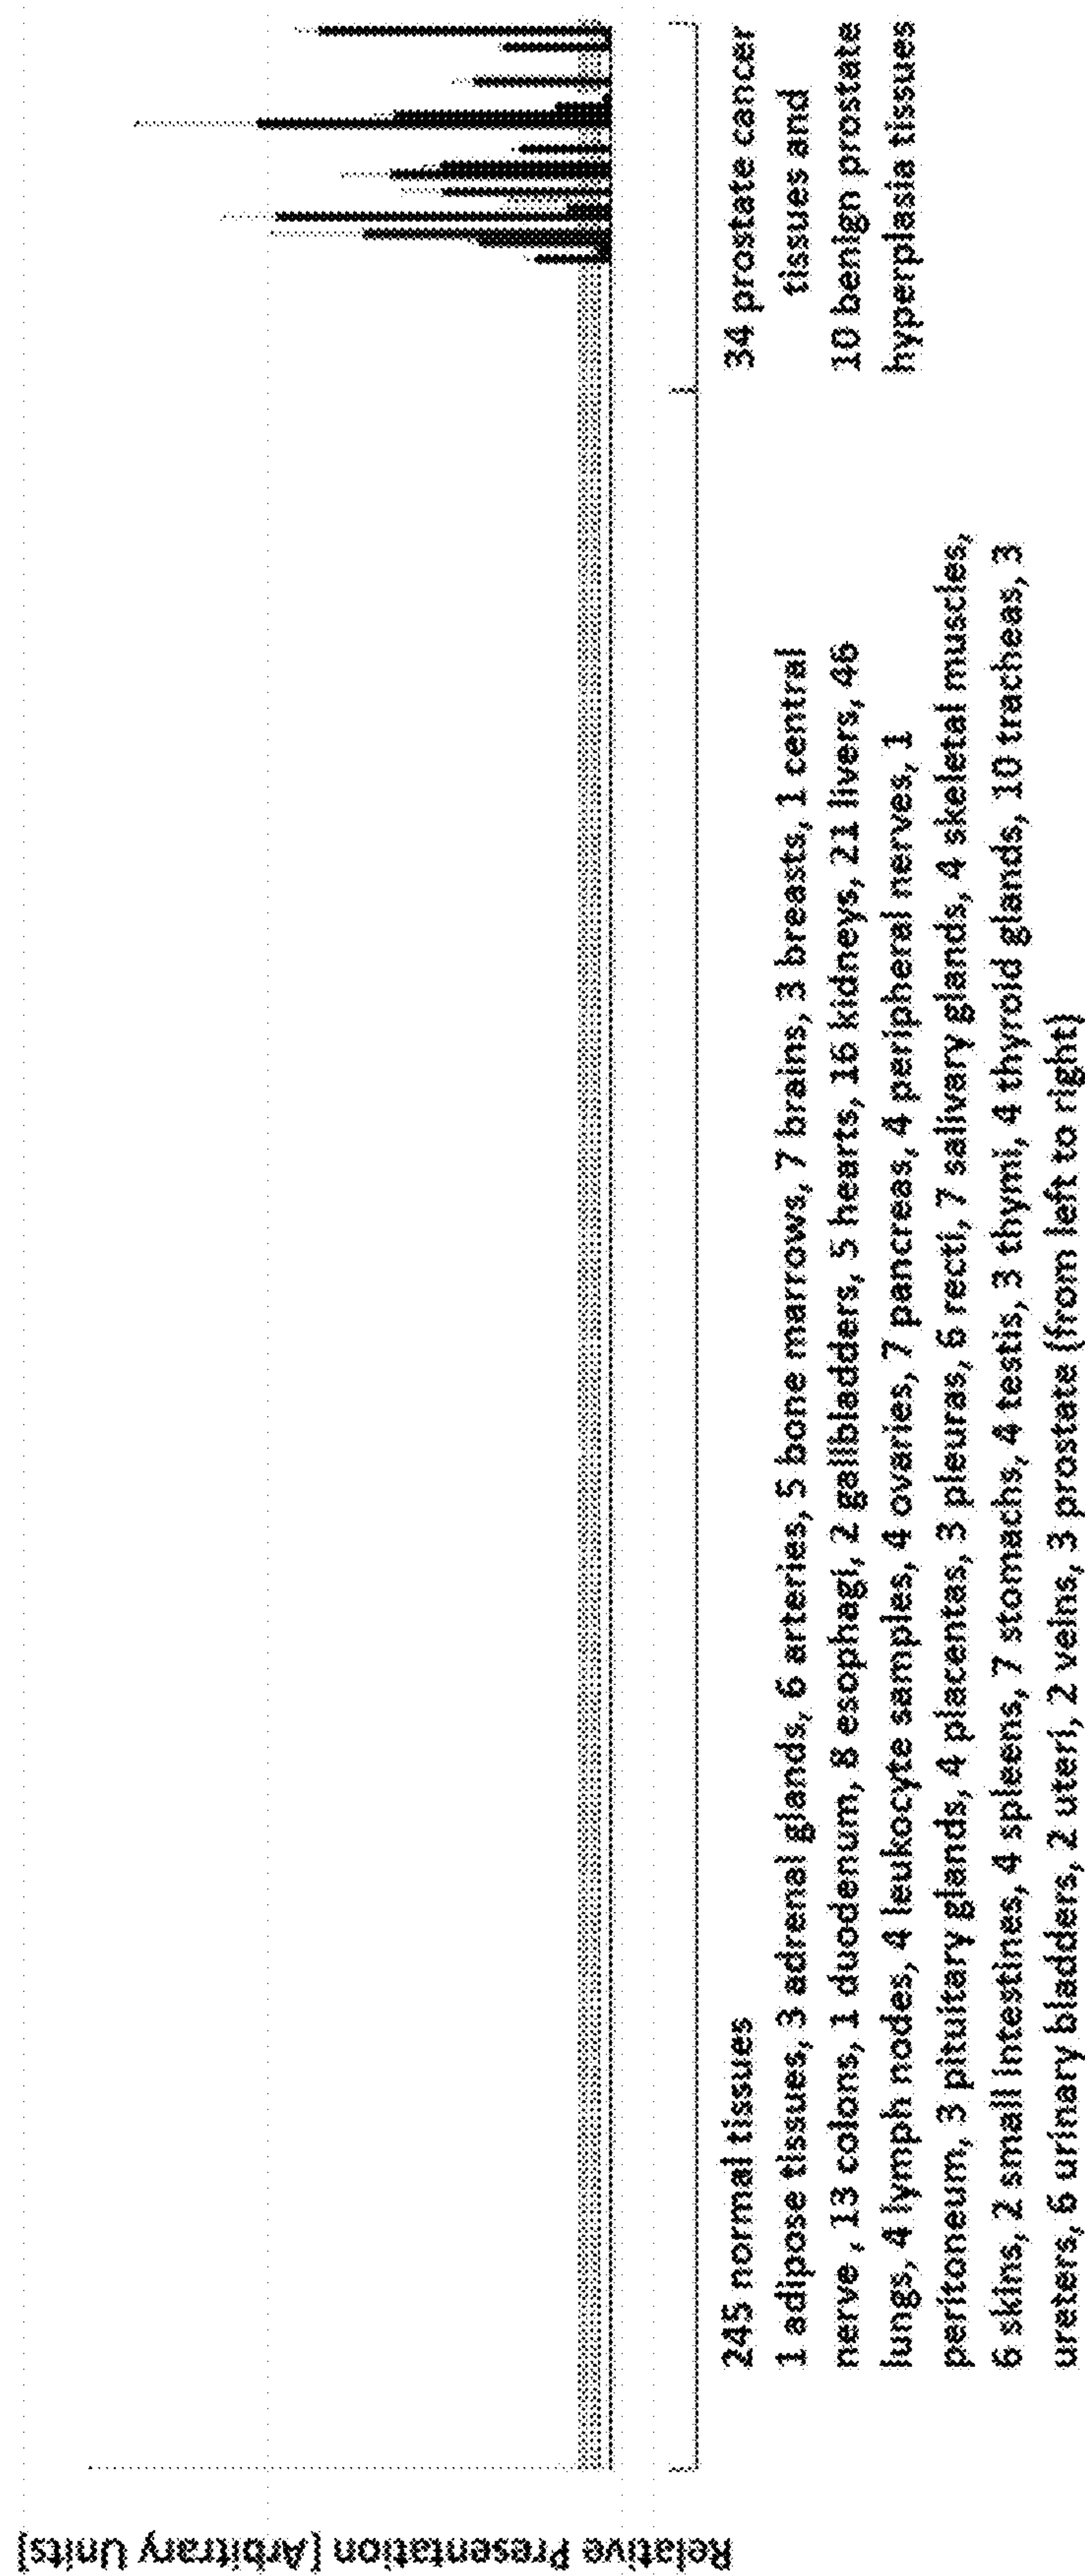 Relative Presentation [Arbitrary Units]
245 normal tissues
1 adipose tissues, 3 adrenal glands, 6 arteries, 5 bone marrows, 7 brains, 3 breasts, 1 central
nerve , 13 colons, 1 duodenum, 8 esophagi, 2 gallbladders, 5 hearts, 16 kidneys, 21 livers, 46
lungs, 4 lymph nodes, 4 leukocyte samples, 4 ovaries, 7 pancreas, 4 peripheral nerves, 1
peritoneum, 3 pituitary glands, 4 placentas, 3 pleuras, 6 recti, 7 salivary glands, 4 skeletal muscles,
6 skins, 2 small intestines, 4 spleens, 7 stomachs, 4 testis, 3 thymi, 4 thyroid glands, 10 tracheas, 3
ureters, 6 urinary bladders, 2 uteri, 2 veins, 3 prostate (from left to right)
34 prostate cancer
tissues and
10 benign prostate
hyperplasia tissues